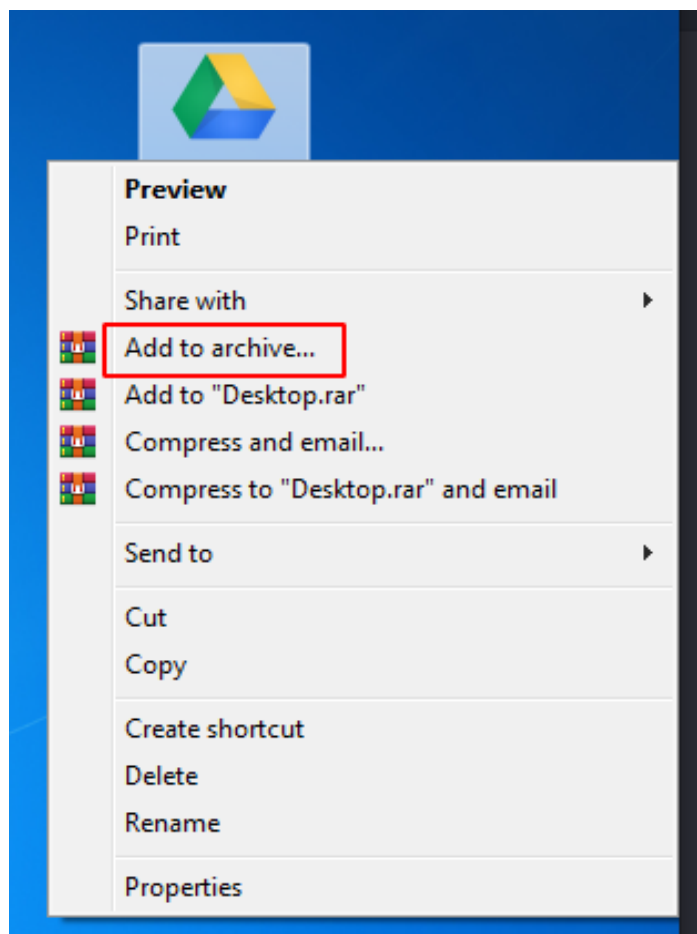 Preview
Print
Share with
Add to archive...
Add to "Desktop.rar"
Compress and email...
Compress to "Desktop.rar" and email
Send to
Cut
Copy
Create shortcut
Delete
Rename
Properties